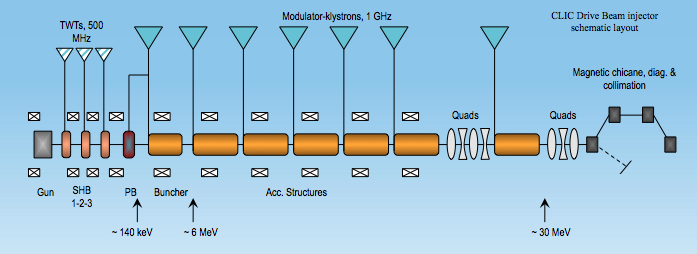 TWTs, 500
MHz
Modulator-klystrons, 1 GHz
CLIC Drive Beam injector
schematic layout
Magnetic chicane, diag. &
collimation
Quads
Quads
Gun
SHB
1-2-3
PB
Buncher
Acc. Structures
~ 140 keV
~ 6 MeV
~ 30 MeV